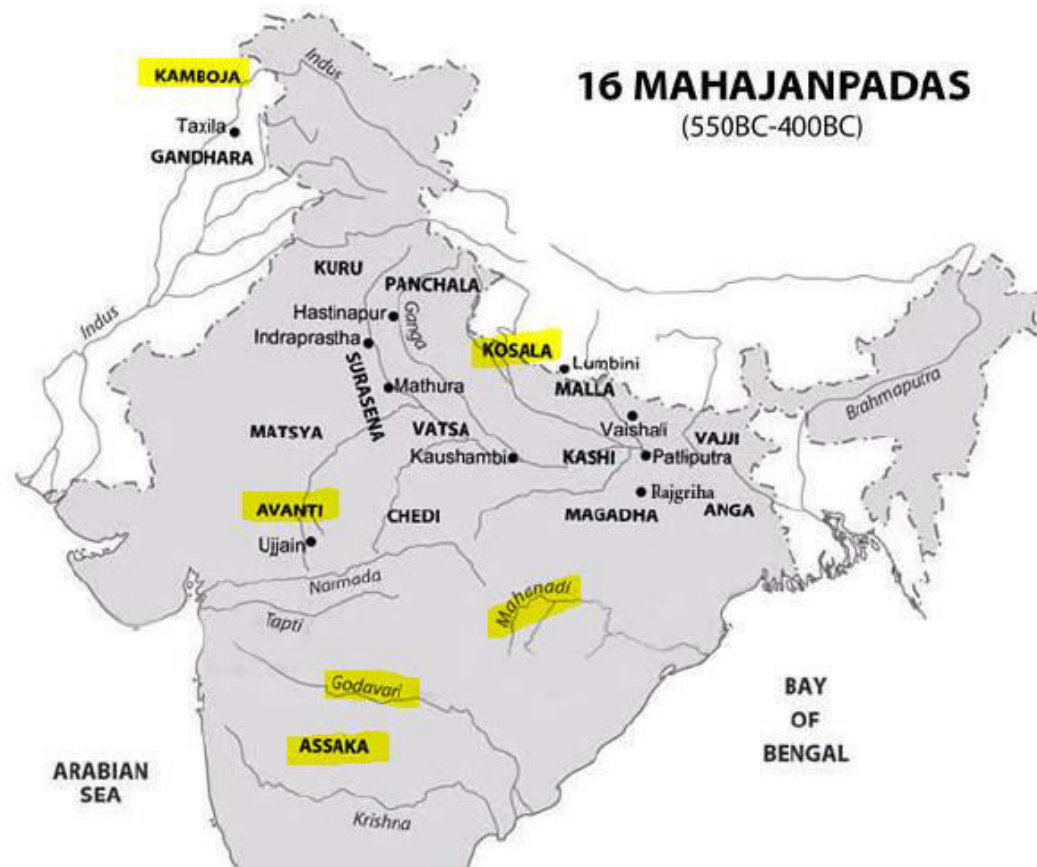 16 MAHAJANPADAS
(550BC-400BC)
Indus
KAMBOJA
Taxila
GANDHARA
KURU
PANCHALA
Indus
Hastinapur
Ganga
Indraprastha
KOSALA
Lumbini
SURASENA
Mathura
MALLA
Brahmaputra
Vaishali
MATSYA
VATSA
VAJJI
Kaushambi
KASHI
Patliputra
Rajgriha
AVANTI
CHEDI
MAGADHA
ANGA
Ujjain
Narmada
Mahanadi
Tapti
Godavari
BAY
OF
BENGAL
ASSAKA
ARABIAN
SEA
Krishna